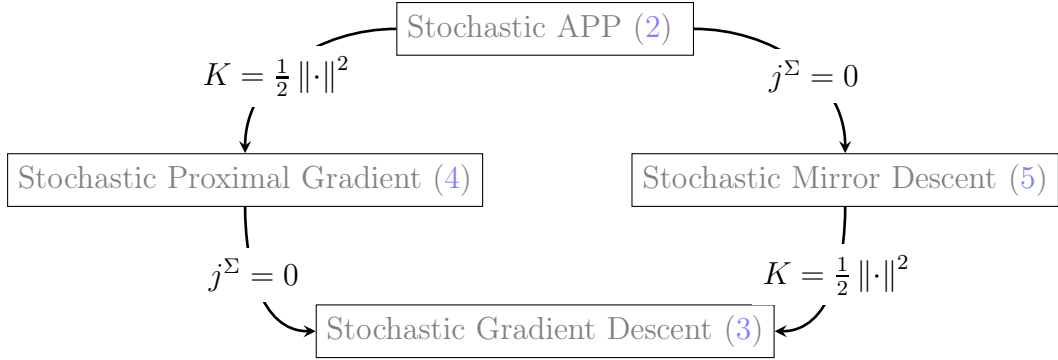 Stochastic APP (2)
K = ½ ‖·‖²
j^Σ = 0
Stochastic Proximal Gradient (4)
Stochastic Mirror Descent (5)
j^Σ = 0
K = ½ ‖·‖²
Stochastic Gradient Descent (3)